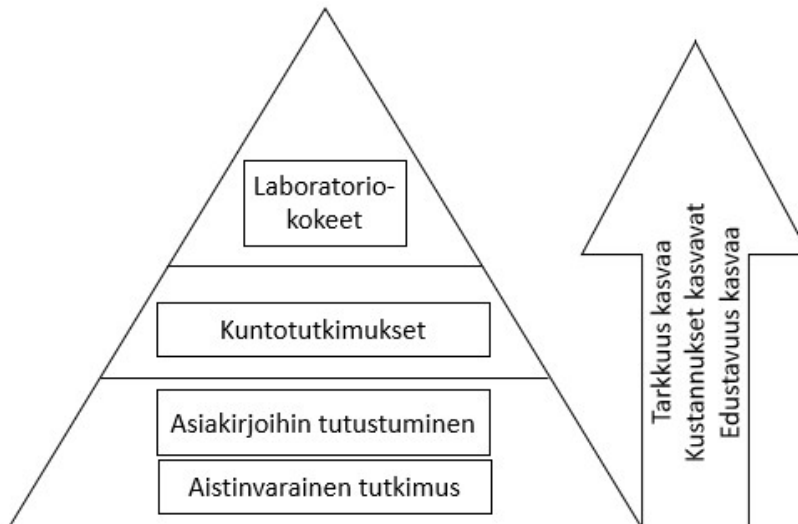 Laboratorio-
kokeet
Kuntotutkimukset
Asiakirjoihin tutustuminen
Aistinvarainen tutkimus
Tarkkuus kasvaa
Kustannukset kasvavat
Edustavuus kasvaa